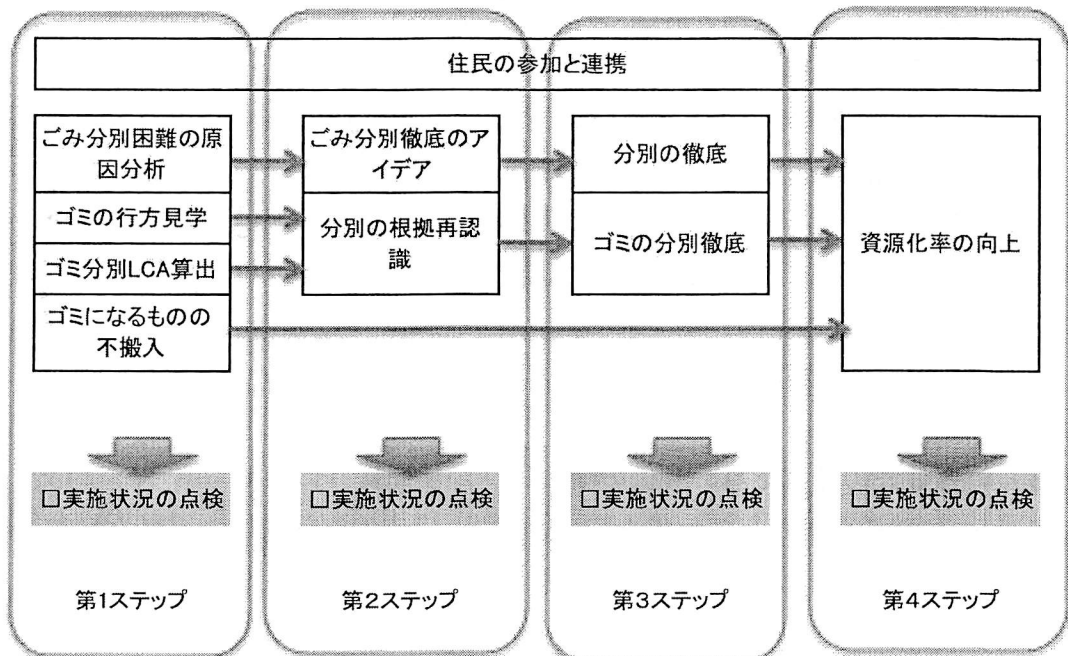 住民の参加と連携
ごみ分別困難の原
因分析
ゴミの行方見学
ゴミ分別LCA算出
ゴミになるものの
不搬入
ごみ分別徹底のア
イデア
分別の根拠再認
識
分別の徹底
ゴミの分別徹底
資源化率の向上
□実施状況の点検
□実施状況の点検
□実施状況の点検
□実施状況の点検
第1ステップ
第2ステップ
第3ステップ
第4ステップ